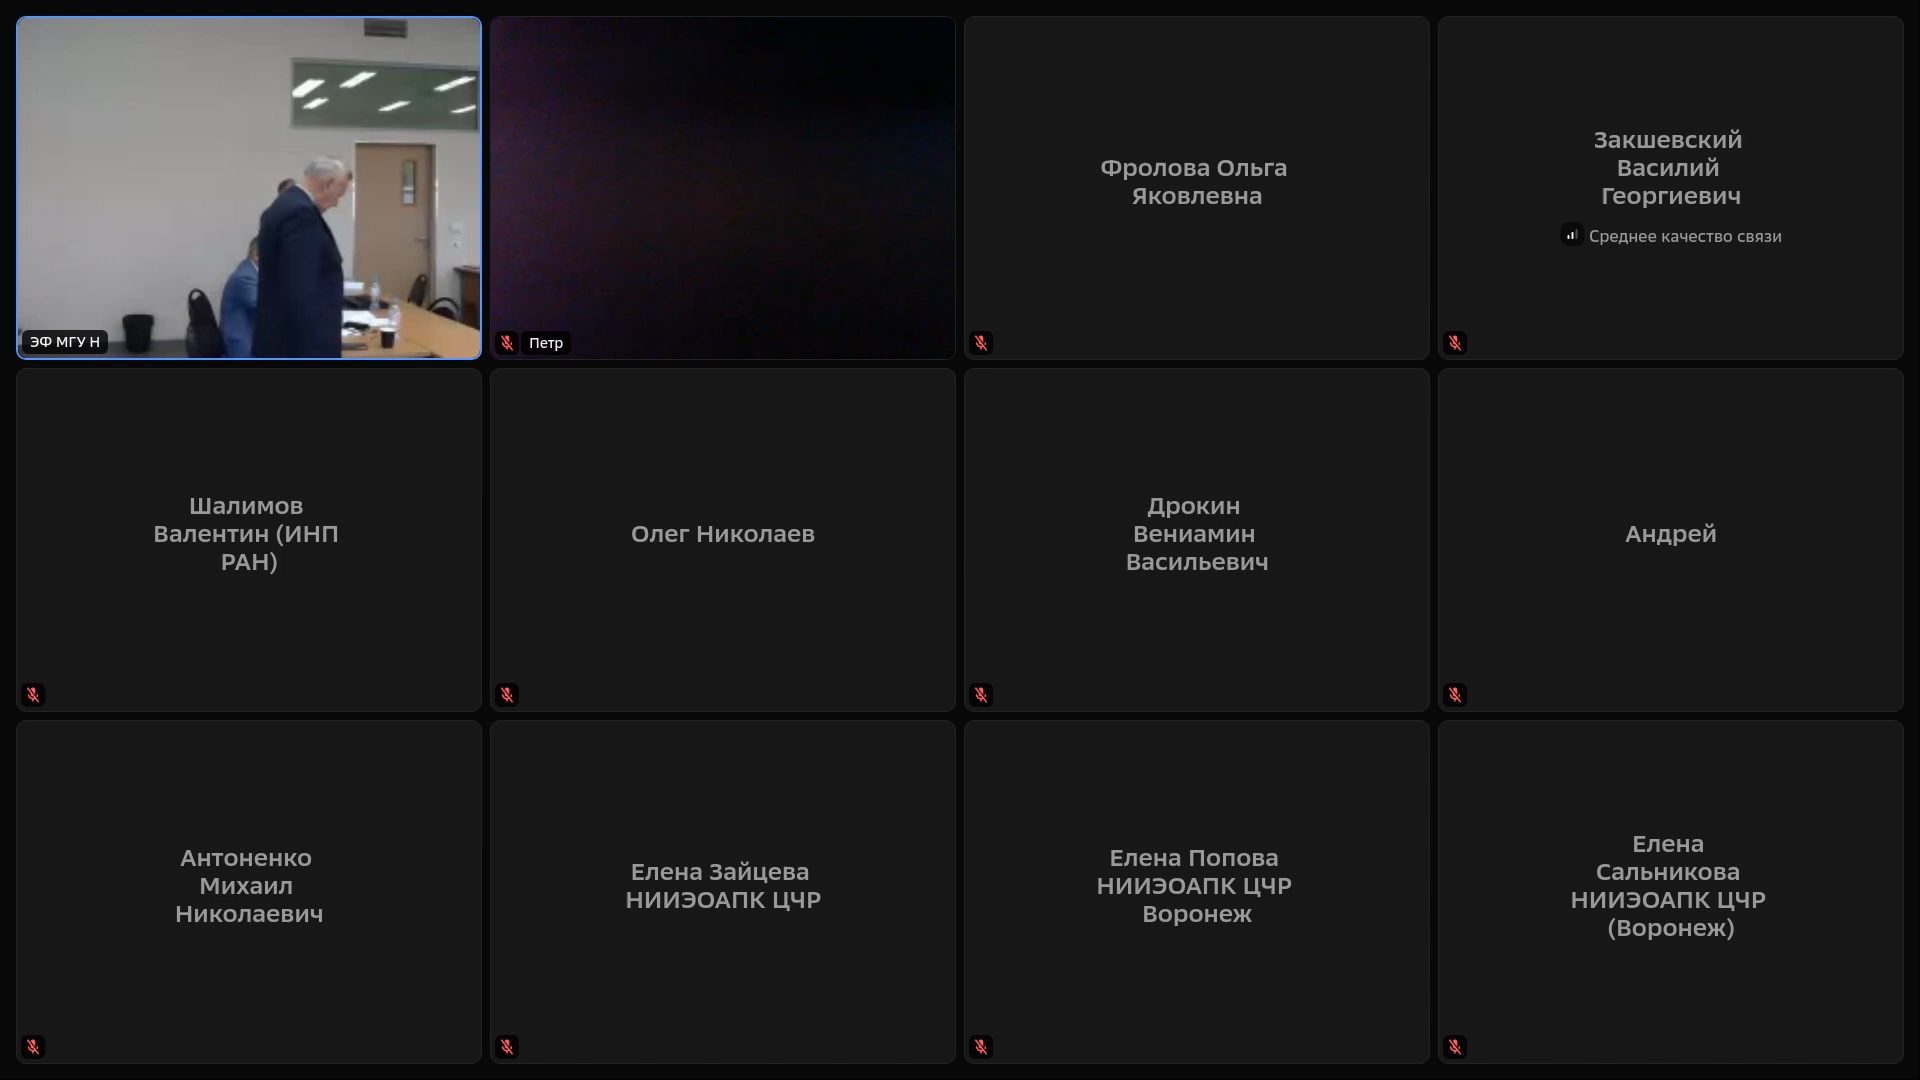 ЭФ МГУ Н
Петр
Фролова Ольга
Яковлевна
Закшевский
Василий
Георгиевич
Среднее качество связи
Шалимов
Валентин (ИНП
РАН)
Олег Николаев
Дрокин
Вениамин
Васильевич
Андрей
Антоненко
Михаил
Николаевич
Елена Зайцева
НИИЭОАПК ЦЧР
Елена Попова
НИИЭОАПК ЦЧР
Воронеж
Елена
Сальникова
НИИЭОАПК ЦЧР
(Воронеж)